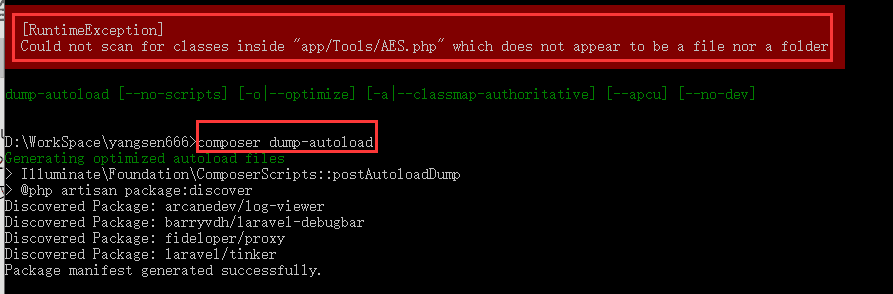 [RuntimeException]
Could not scan for classes inside "app/Tools/AES.php" which does not appear to be a file nor a folder
dump-autoload [--no-scripts] [-o|--optimize] [-a|--classmap-authoritative] [--apcu] [--no-dev]
D:\WorkSpace\yangsen666>composer dump-autoload
Generating optimized autoload files
> Illuminate\Foundation\ComposerScripts::postAutoloadDump
> @php artisan package:discover
Discovered Package: arcanedev/log-viewer
Discovered Package: barryvdh/laravel-debugbar
Discovered Package: fideloper/proxy
Discovered Package: laravel/tinker
Package manifest generated successfully.